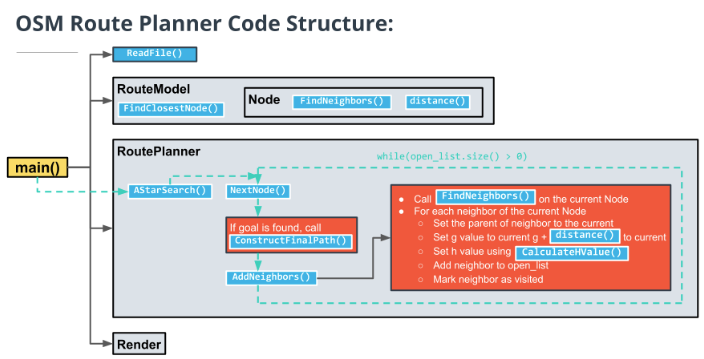 OSM Route Planner Code Structure:
ReadFile()
RouteModel
FindClosestNode()
Node
FindNeighbors()
distance()
main()
RoutePlanner
while(open_list.size() > 0)
AStarSearch()
NextNode()
If goal is found, call
ConstructFinalPath()
AddNeighbors()
● Call FindNeighbors() on the current Node
● For each neighbor of the current Node
○ Set the parent of neighbor to the current
○ Set g value to current g + distance() to current
○ Set h value using CalculateHValue()
○ Add neighbor to open_list
○ Mark neighbor as visited
Render